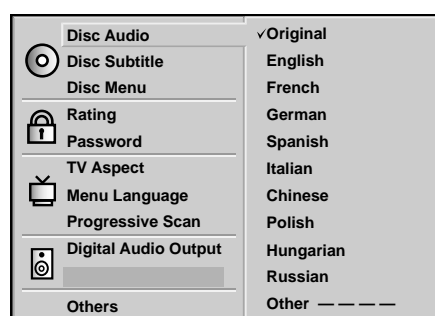 Disc Audio
Disc Subtitle
Disc Menu
Rating
Password
TV Aspect
Menu Language
Progressive Scan
Digital Audio Output
Others
✓Original
English
French
German
Spanish
Italian
Chinese
Polish
Hungarian
Russian
Other — — — —